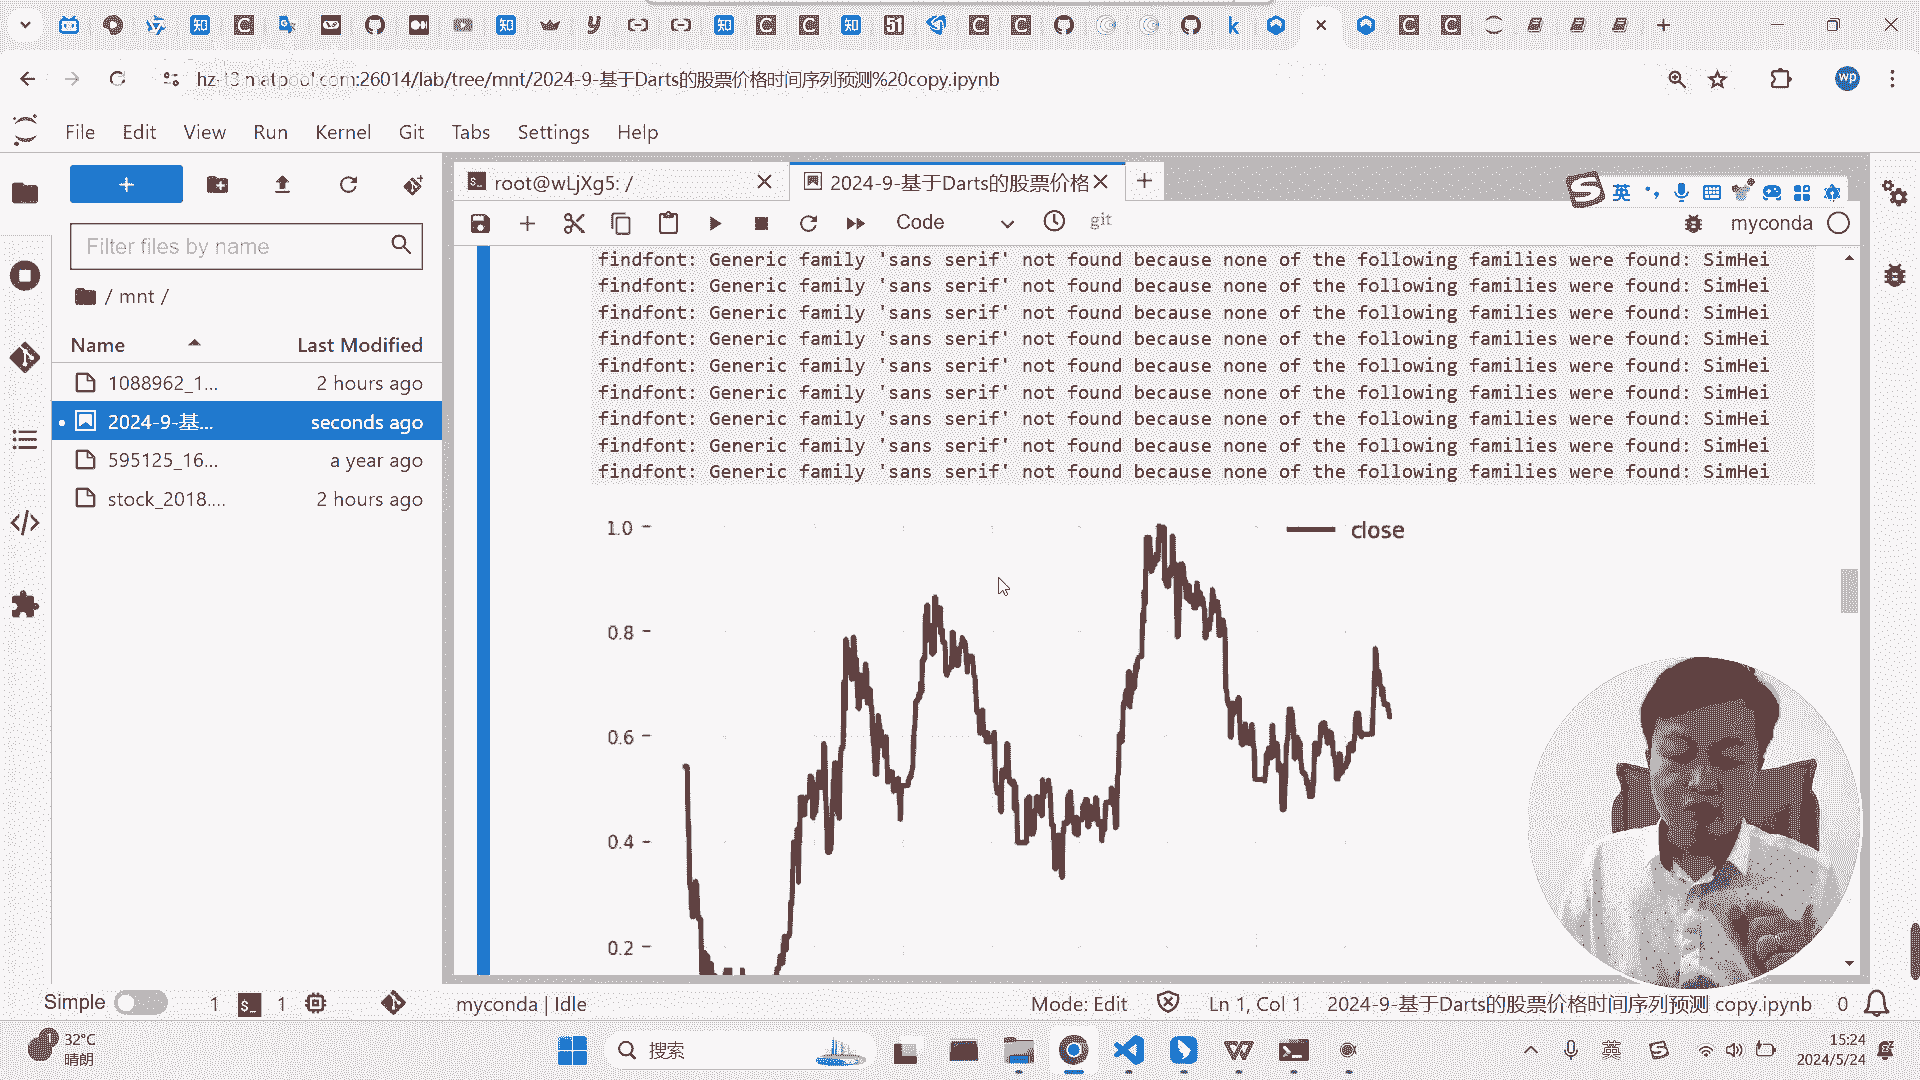 hz-t3.matpool.com:26014/lab/tree/mnt/2024-9-基于Darts的股票价格时间序列预测%20copy.ipynb
wp
File Edit View Run Kernel Git Tabs Settings Help
root@wLjXg5: /
2024-9-基于Darts的股票价格
英
Code
git
myconda
Filter files by name
/ mnt /
Name
Last Modified
1088962_1...
2 hours ago
2024-9-基...
seconds ago
595125_16...
a year ago
stock_2018....
2 hours ago
findfont: Generic family 'sans serif' not found because none of the following families were found: SimHei
findfont: Generic family 'sans serif' not found because none of the following families were found: SimHei
findfont: Generic family 'sans serif' not found because none of the following families were found: SimHei
findfont: Generic family 'sans serif' not found because none of the following families were found: SimHei
findfont: Generic family 'sans serif' not found because none of the following families were found: SimHei
findfont: Generic family 'sans serif' not found because none of the following families were found: SimHei
findfont: Generic family 'sans serif' not found because none of the following families were found: SimHei
findfont: Generic family 'sans serif' not found because none of the following families were found: SimHei
findfont: Generic family 'sans serif' not found because none of the following families were found: SimHei
1.0
close
0.8
0.6
0.4
0.2
Simple
1
1
myconda | Idle
Mode: Edit
Ln 1, Col 1
2024-9-基于Darts的股票价格时间序列预测 copy.ipynb
0
32°C
晴朗
搜索
英
15:24
2024/5/24